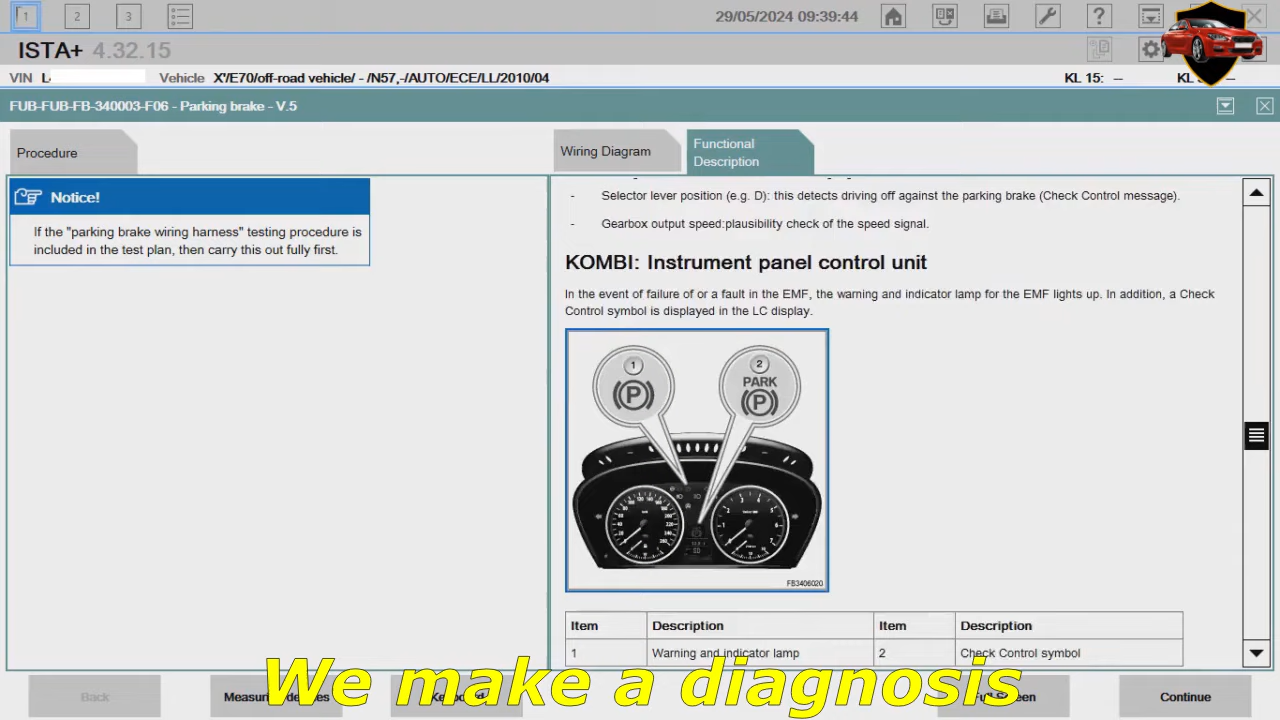 1
2
3
29/05/2024 09:39:44
ISTA+ 4.32.15
VIN L
Vehicle X'/E70/off-road vehicle/ - /N57,-/AUTO/ECE/LL/2010/04
KL 15: --
FUB-FUB-FB-340003-F06 - Parking brake - V.5
Procedure
Wiring Diagram
Functional
Description
Notice!
If the "parking brake wiring harness" testing procedure is
included in the test plan, then carry this out fully first.
- Selector lever position (e.g. D): this detects driving off against the parking brake (Check Control message).
- Gearbox output speed:plausibility check of the speed signal.
KOMBI: Instrument panel control unit
In the event of failure of or a fault in the EMF, the warning and indicator lamp for the EMF lights up. In addition, a Check
Control symbol is displayed in the LC display.
1
P
2
PARK
P
FB3406020
Item Description Item Description
1 Warning and indicator lamp 2 Check Control symbol
We make a diagnosis
Back
Continue